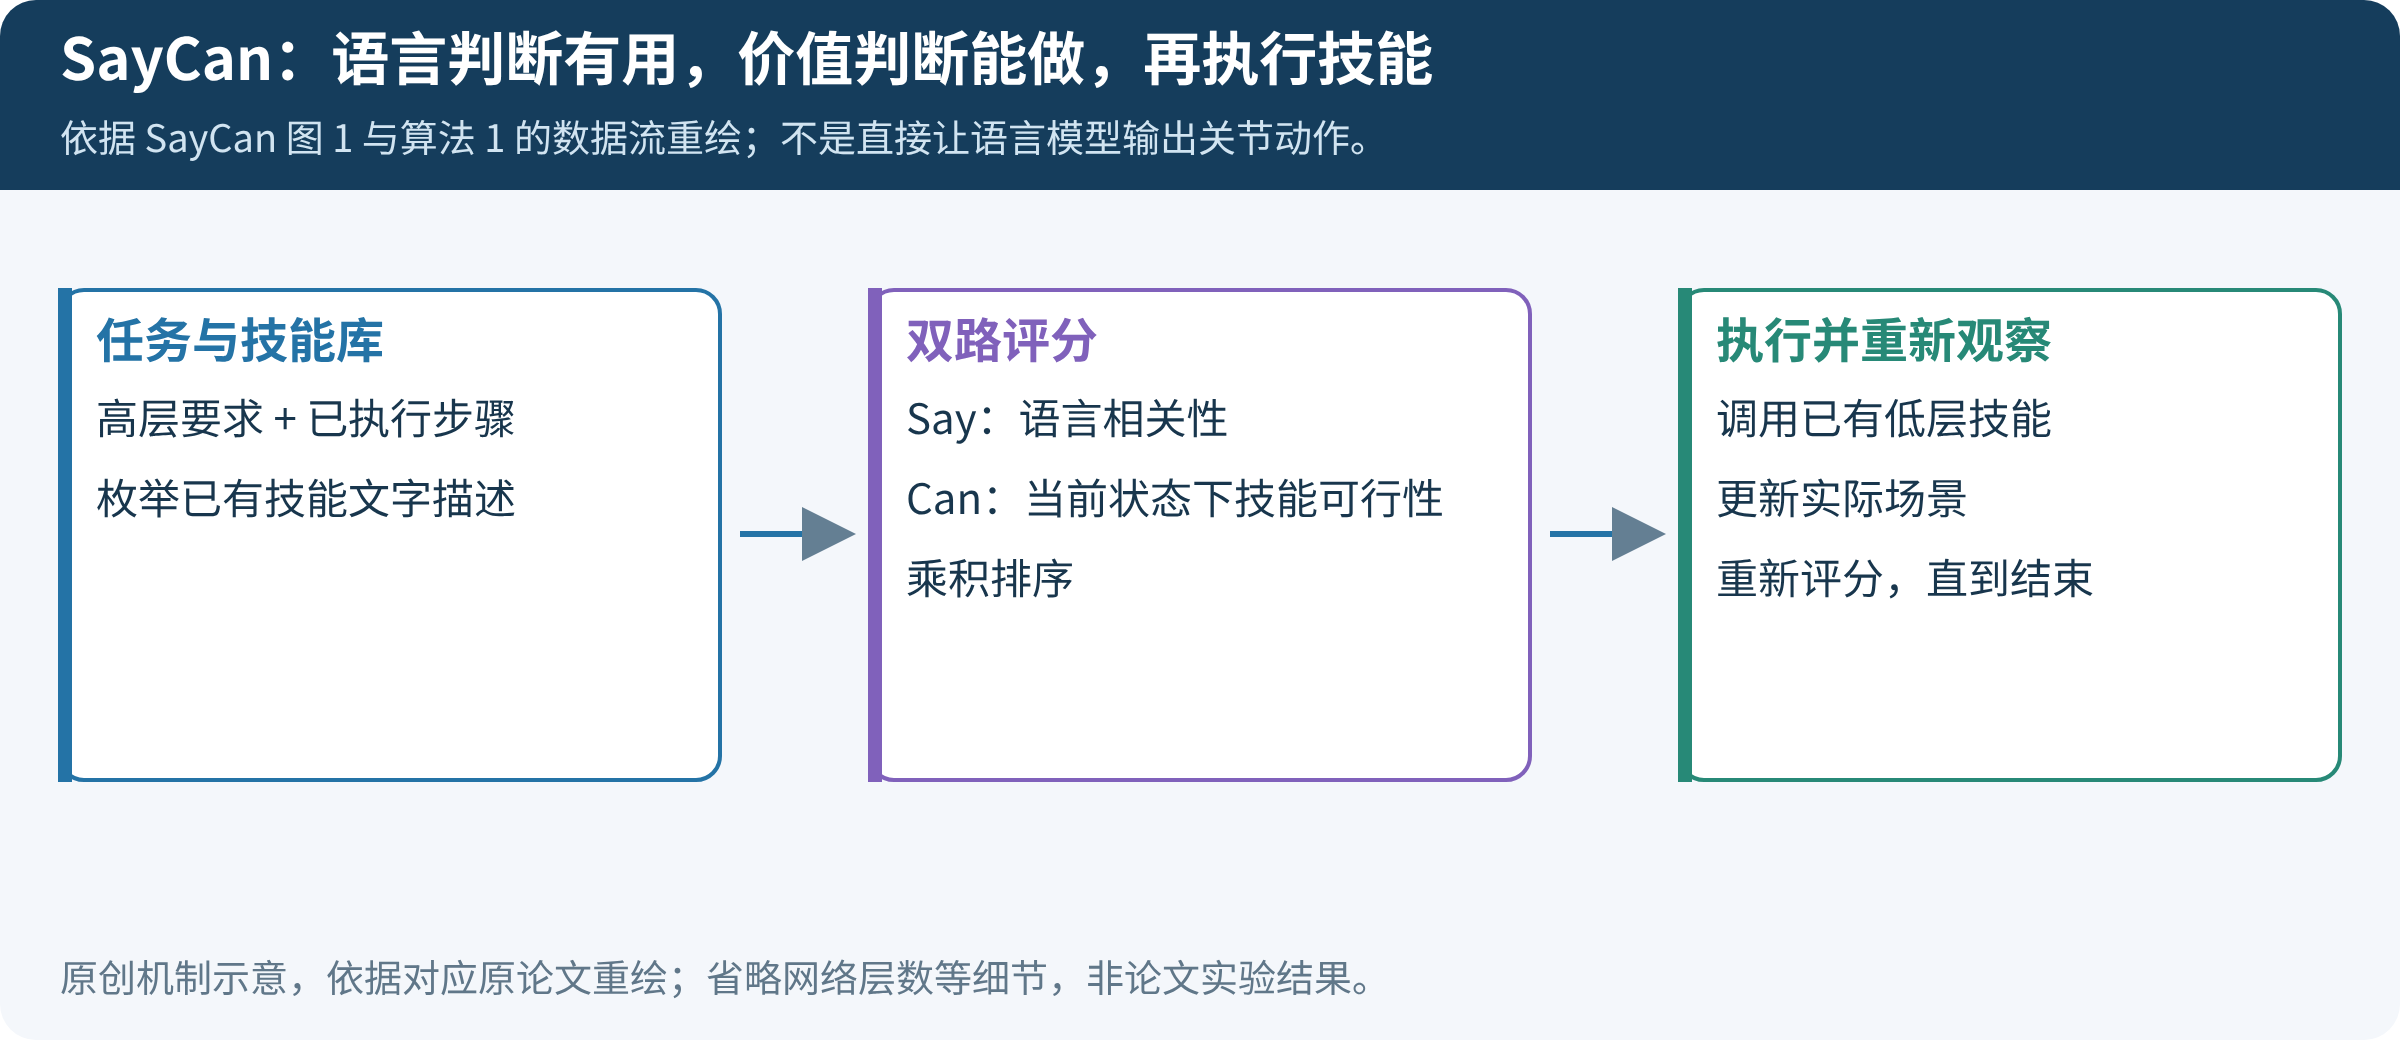 SayCan：语言判断有用，价值判断能做，再执行技能
依据 SayCan 图 1 与算法 1 的数据流重绘；不是直接让语言模型输出关节动作。
任务与技能库
高层要求 + 已执行步骤
枚举已有技能文字描述
双路评分
Say：语言相关性
Can：当前状态下技能可行性
乘积排序
执行并重新观察
调用已有低层技能
更新实际场景
重新评分，直到结束
原创机制示意，依据对应原论文重绘；省略网络层数等细节，非论文实验结果。